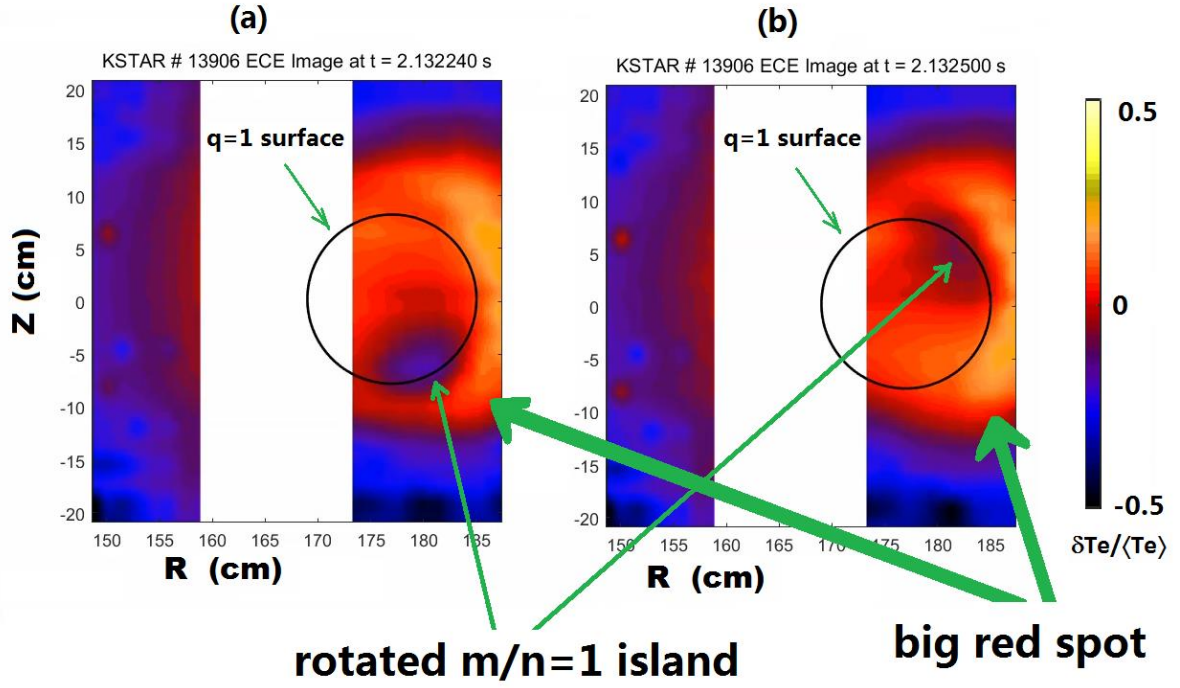 (a)
KSTAR # 13906 ECE Image at t = 2.132240 s
20
15
10
5
0
-5
-10
-15
-20
Z (cm)
q=1 surface
150 155 160 165 170 175 180 185
R (cm)
(b)
KSTAR # 13906 ECE Image at t = 2.132500 s
20
15
10
5
0
-5
-10
-15
-20
q=1 surface
150 155 160 165 170 175 180 185
R (cm)
0.5
0
-0.5
δTe/⟨Te⟩
rotated m/n=1 island
big red spot